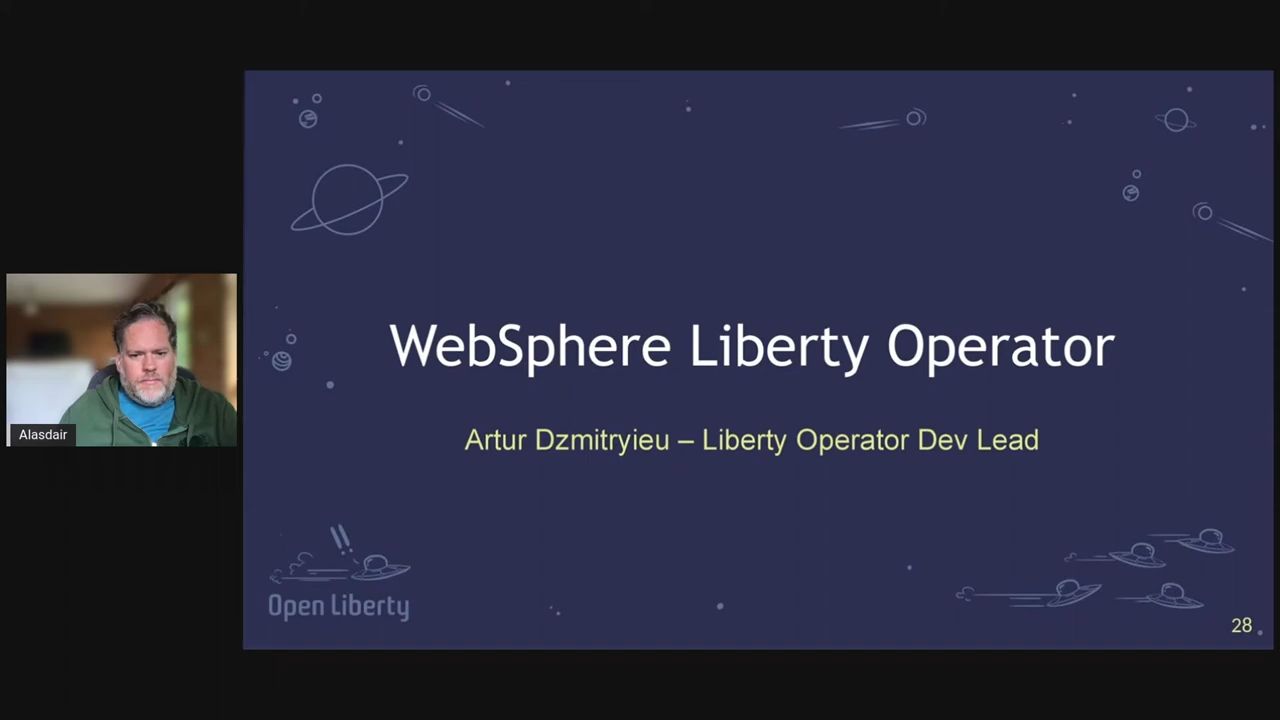 WebSphere Liberty Operator
Artur Dzmitryieu – Liberty Operator Dev Lead
Alasdair
Open Liberty
28